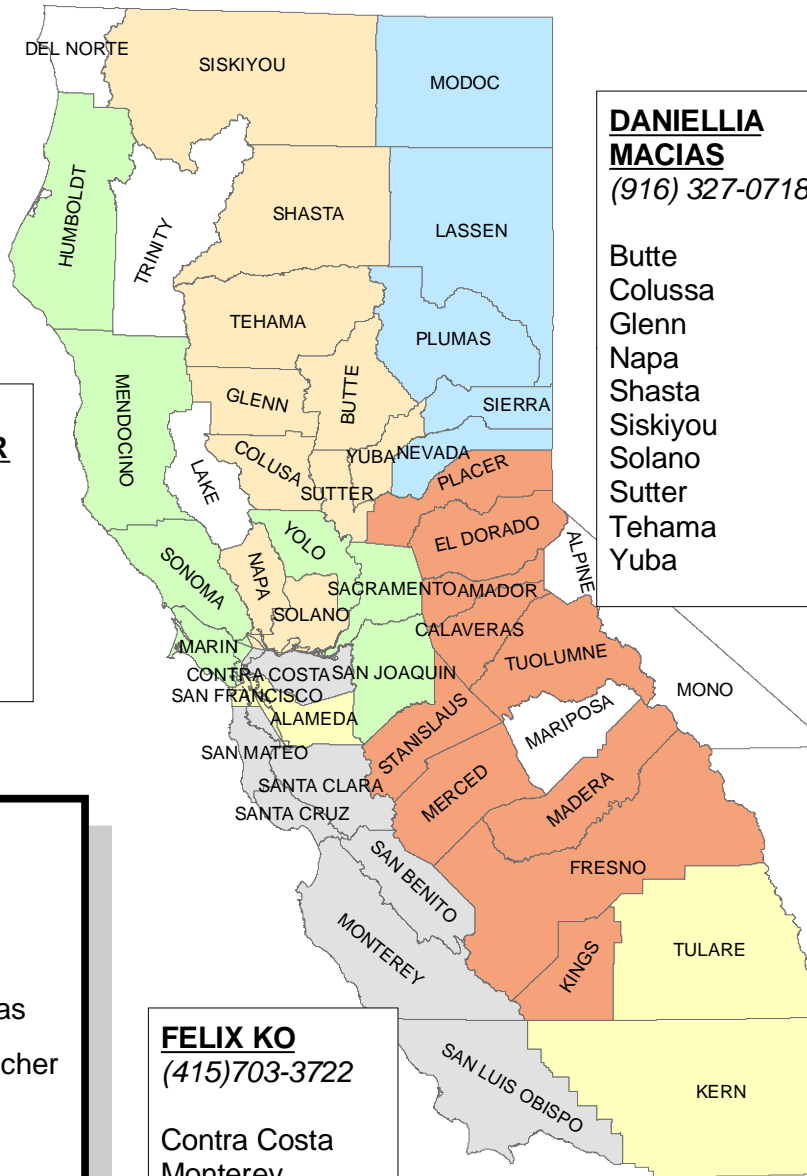 DEL NORTE
SISKIYOU
MODOC
HUMBOLDT
TRINITY
SHASTA
LASSEN
TEHAMA
PLUMAS
MENDOCINO
GLENN
BUTTE
SIERRA
LAKE
COLUSA
YUBA
NEVADA
SUTTER
PLACER
SONOMA
NAPA
YOLO
EL DORADO
ALPINE
SACRAMENTO
AMADOR
SOLANO
CALAVERAS
MARIN
TUOLUMNE
CONTRA COSTA
SAN JOAQUIN
SAN FRANCISCO
MONO
ALAMEDA
STANISLAUS
MARIPOSA
SAN MATEO
SANTA CLARA
MERCED
MADERA
SANTA CRUZ
SAN BENITO
FRESNO
MONTEREY
KINGS
TULARE
SAN LUIS OBISPO
KERN
DANIELLIA
MACIAS
(916) 327-0718
Butte
Colussa
Glenn
Napa
Shasta
Siskiyou
Solano
Sutter
Tehama
Yuba
R
as
cher
FELIX KO
(415)703-3722
Contra Costa
Monterey